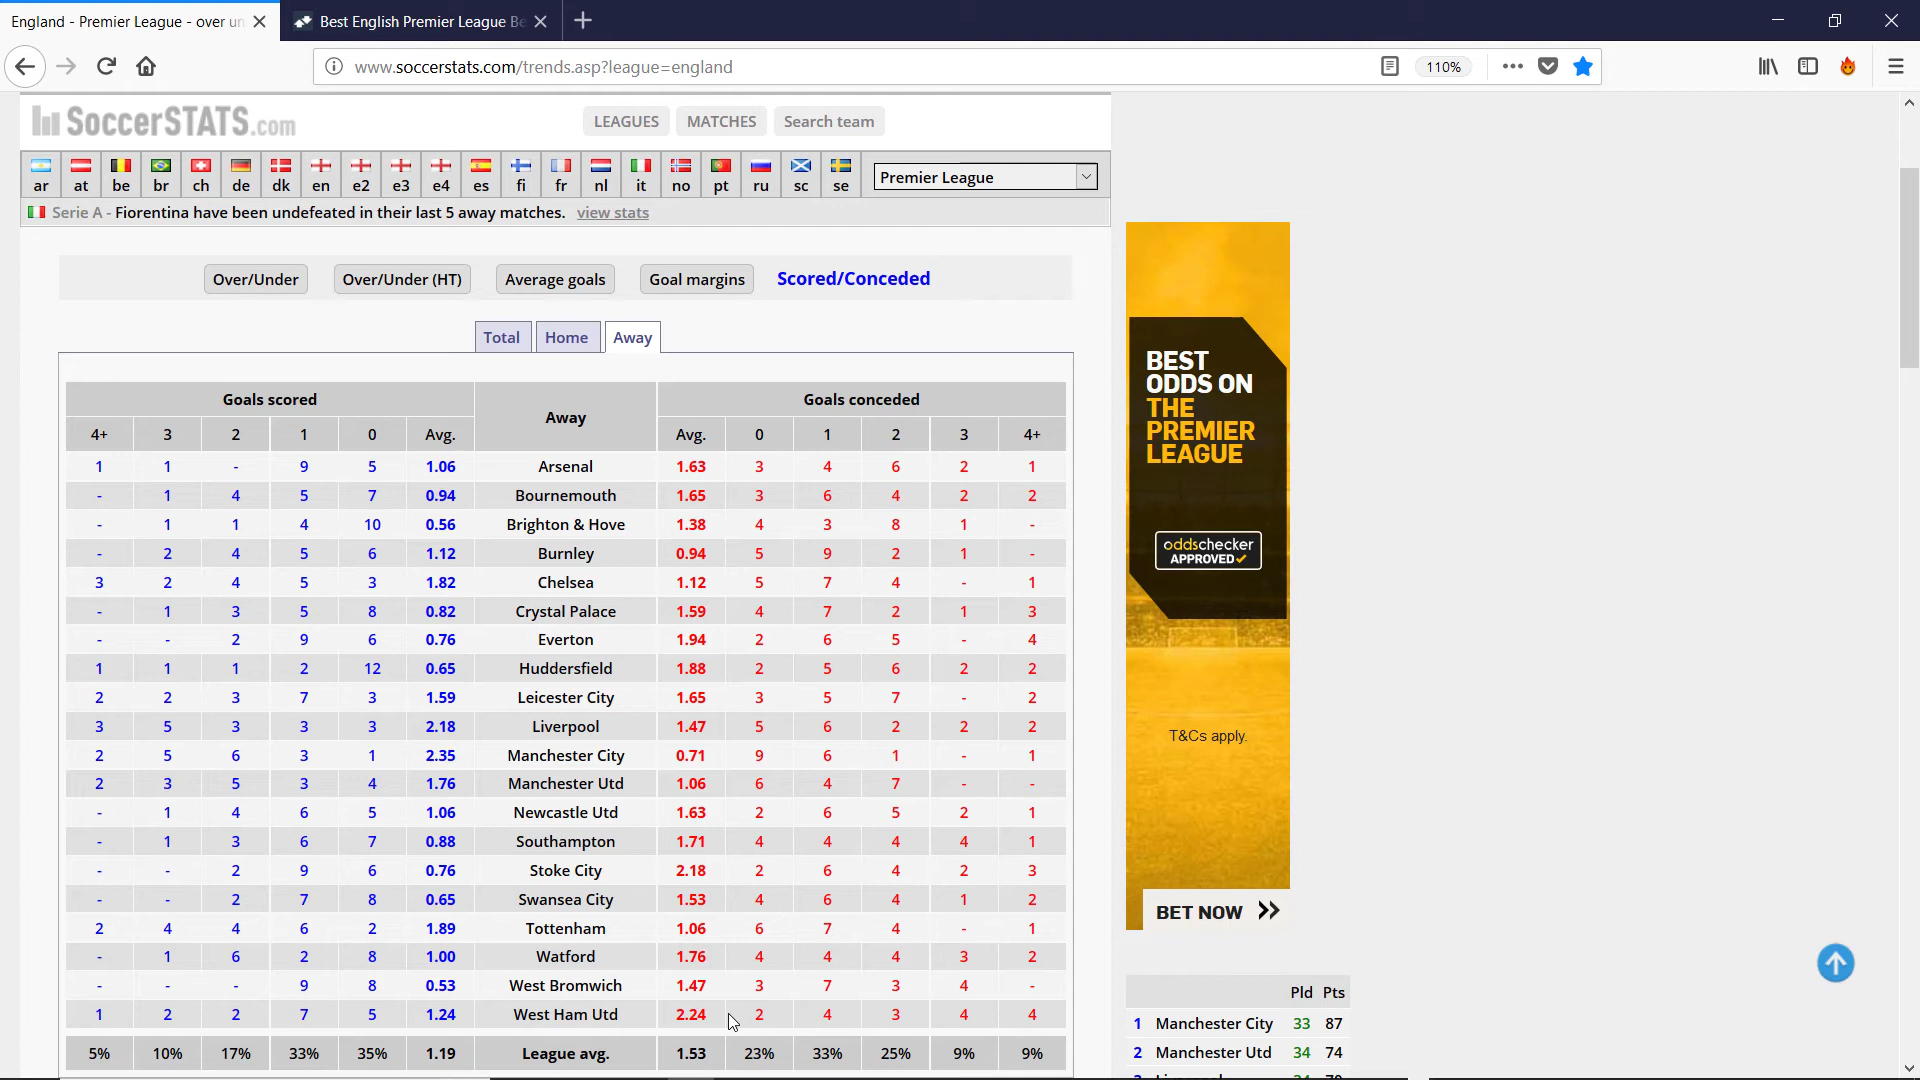 England - Premier League - over un
Best English Premier League Be
www.soccerstats.com/trends.asp?league=england
110%
SoccerSTATS.com
LEAGUES MATCHES Search team
ar at be br ch de dk en e2 e3 e4 es fi fr nl it no pt ru sc se Premier League
Serie A - Fiorentina have been undefeated in their last 5 away matches. view stats
Over/Under Over/Under (HT) Average goals Goal margins Scored/Conceded
Total Home Away
Goals scored Away Goals conceded
4+ 3 2 1 0 Avg. Avg. 0 1 2 3 4+
1 1 - 9 5 1.06 Arsenal 1.63 3 4 6 2 1
- 1 4 5 7 0.94 Bournemouth 1.65 3 6 4 2 2
- 1 1 4 10 0.56 Brighton & Hove 1.38 4 3 8 1 -
- 2 4 5 6 1.12 Burnley 0.94 5 9 2 1 -
3 2 4 5 3 1.82 Chelsea 1.12 5 7 4 - 1
- 1 3 5 8 0.82 Crystal Palace 1.59 4 7 2 1 3
- - 2 9 6 0.76 Everton 1.94 2 6 5 - 4
1 1 1 2 12 0.65 Huddersfield 1.88 2 5 6 2 2
2 2 3 7 3 1.59 Leicester City 1.65 3 5 7 - 2
3 5 3 3 3 2.18 Liverpool 1.47 5 6 2 2 2
2 5 6 3 1 2.35 Manchester City 0.71 9 6 1 - 1
2 3 5 3 4 1.76 Manchester Utd 1.06 6 4 7 - -
- 1 4 6 5 1.06 Newcastle Utd 1.63 2 6 5 2 1
- 1 3 6 7 0.88 Southampton 1.71 4 4 4 4 1
- - 2 9 6 0.76 Stoke City 2.18 2 6 4 2 3
- - 2 7 8 0.65 Swansea City 1.53 4 6 4 1 2
2 4 4 6 2 1.89 Tottenham 1.06 6 7 4 - 1
- 1 6 2 8 1.00 Watford 1.76 4 4 4 3 2
- - - 9 8 0.53 West Bromwich 1.47 3 7 3 4 -
1 2 2 7 5 1.24 West Ham Utd 2.24 2 4 3 4 4
5% 10% 17% 33% 35% 1.19 League avg. 1.53 23% 33% 25% 9% 9%
BEST
ODDS ON
THE
PREMIER
LEAGUE
oddschecker
APPROVED
T&Cs apply.
BET NOW
Pld Pts
1 Manchester City 33 87
2 Manchester Utd 34 74